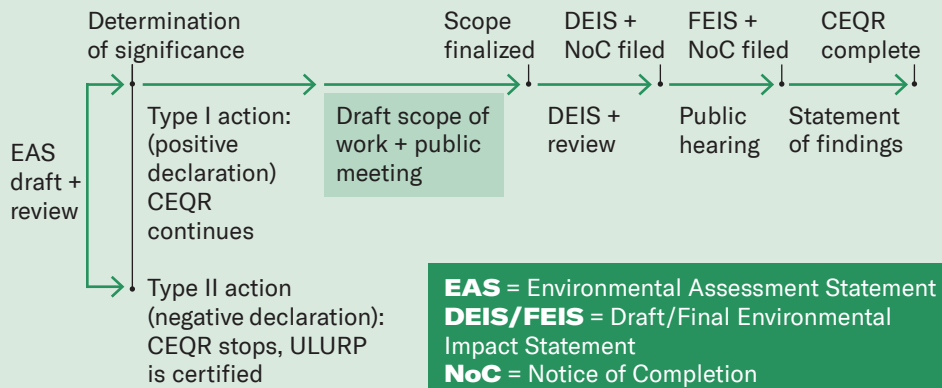 Determination
of significance
Scope
finalized
DEIS +
NoC filed
FEIS +
NoC filed
CEQR
complete
EAS
draft +
review
Type I action:
(positive
declaration)
CEQR
continues
Draft scope of
work + public
meeting
DEIS +
review
Public
hearing
Statement
of findings
Type II action
(negative declaration):
CEQR stops, ULURP
is certified
EAS = Environmental Assessment Statement
DEIS/FEIS = Draft/Final Environmental
Impact Statement
NoC = Notice of Completion